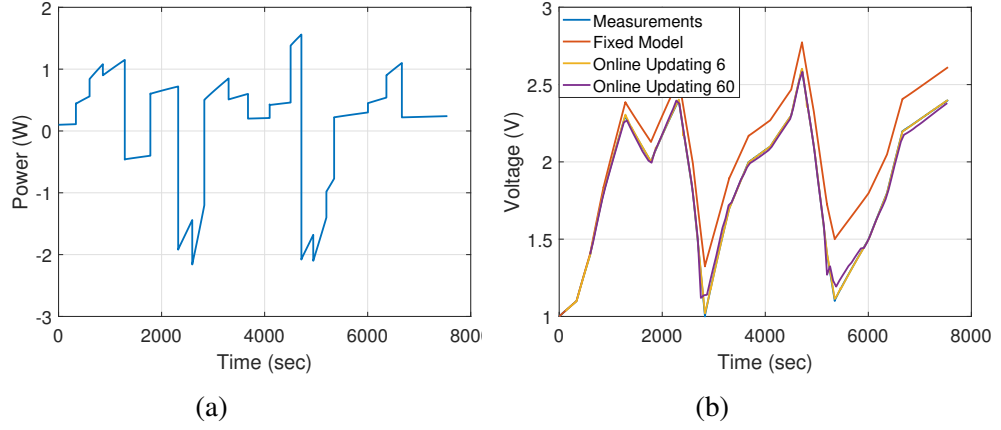 2
1
0
-1
-2
-3
Power (W)
0
2000
4000
6000
800
Time (sec)
(a)
3
2.5
2
1.5
1
Voltage (V)
Measurements
Fixed Model
Online Updating 6
Online Updating 60
0
2000
4000
6000
8000
Time (sec)
(b)